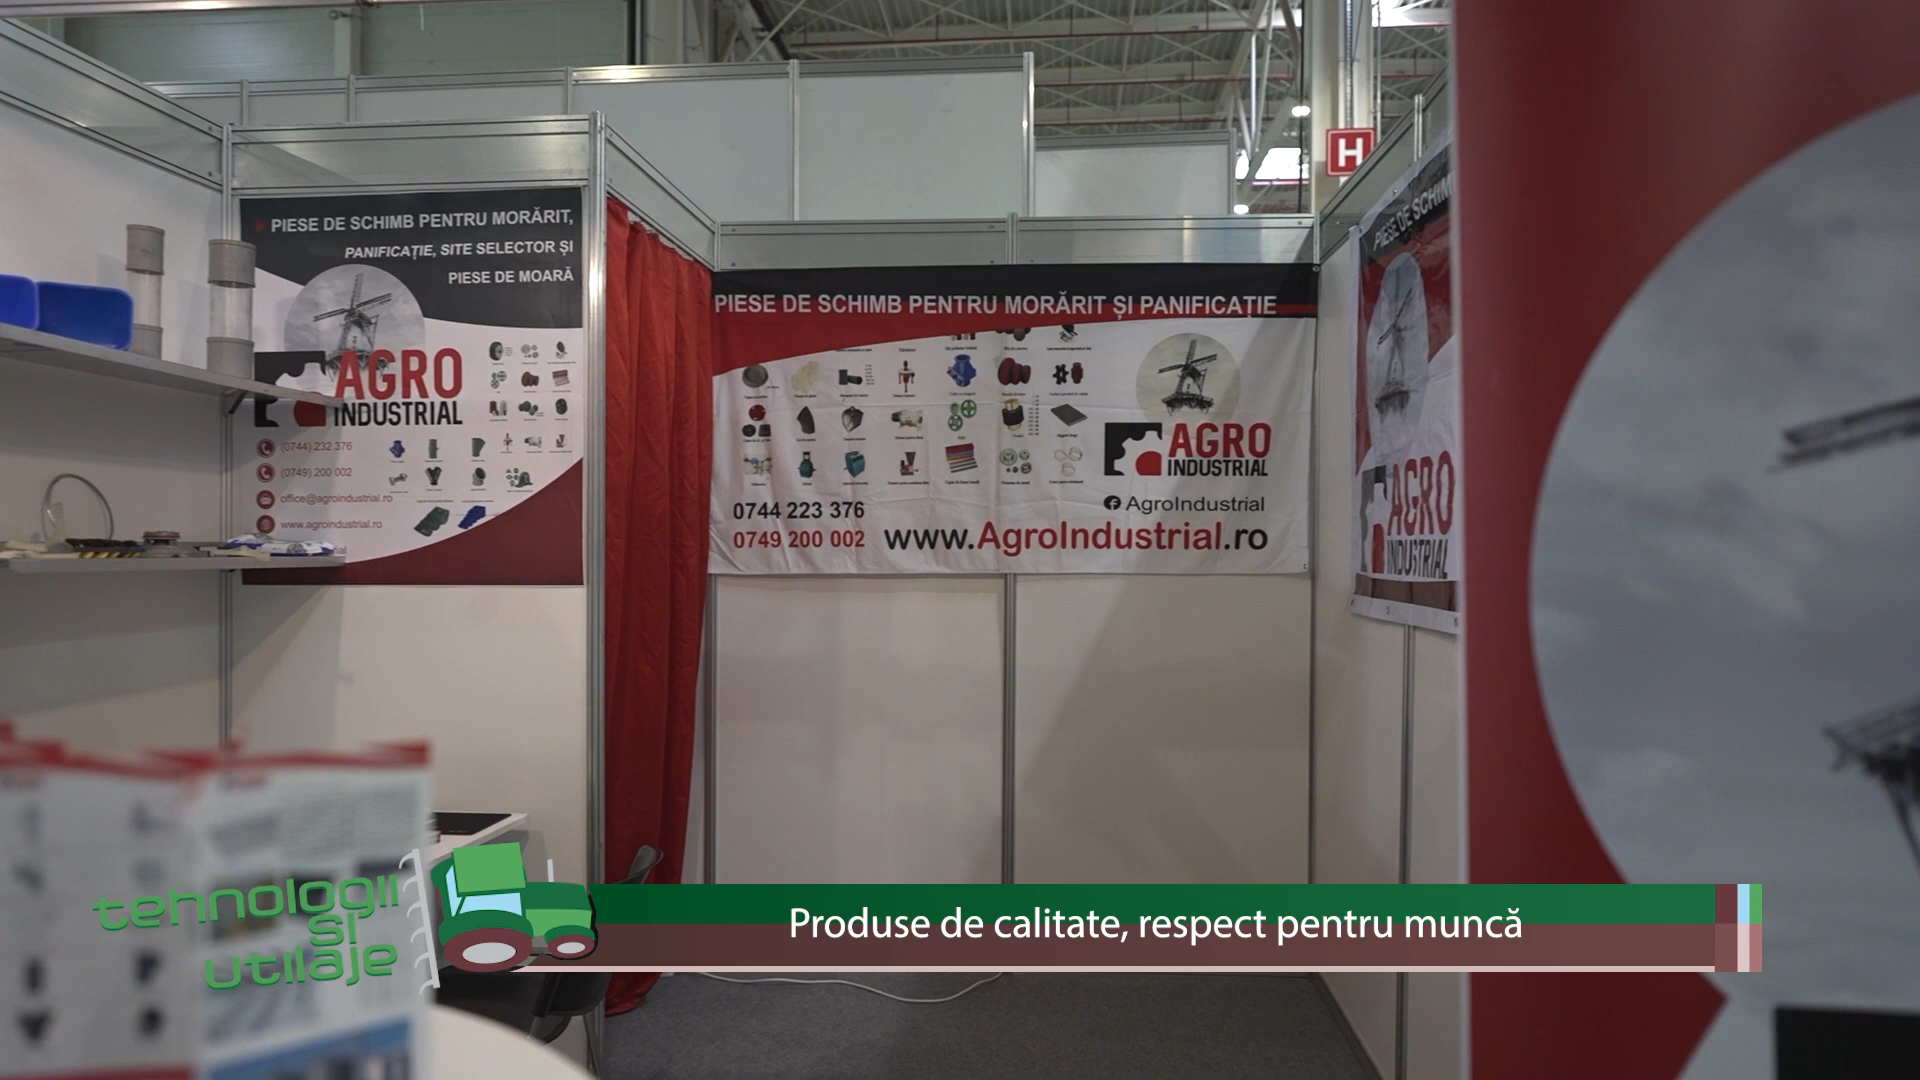 H
PIESE DE SCHIMB PENTRU MORĂRIT,
PANIFICAȚIE, SITE SELECTOR ȘI
PIESE DE MOARĂ
AGRO
INDUSTRIAL
(0744) 232 376
(0749) 200 002
office@agroindustrial.ro
www.agroindustrial.ro
PIESE DE SCHIMB PENTRU MORĂRIT ȘI PANIFICAȚIE
AGRO
INDUSTRIAL
AgroIndustrial
0744 223 376
0749 200 002
www.AgroIndustrial.ro
PIESE DE SCHIM
AGRO
INDUSTRIAL
tehnologii
si
utilaje
Produse de calitate, respect pentru muncă